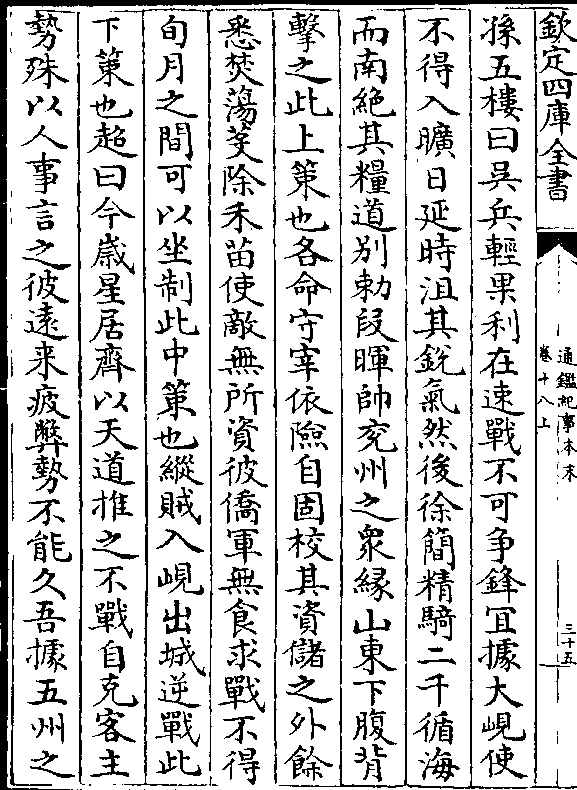 欽定四庫全書
通鑑紀事本末
卷十八上
三十五
孫五樓曰吳兵輕果利在速戰不可争鋒宜據大峴使
不得入曠日延時沮其銳氣然後徐簡精騎二千循海
而南絶其糧道别勅段暉帥兖州之衆緣山東下腹背
擊之此上策也各命守宰依險自固校其資儲之外餘
悉焚蕩芟除禾苗使敵無所資彼僑軍無食求戰不得
旬月之間可以坐制此中策也縱賊入峴出城逆戰此
下策也超曰今嵗星居齊以天道推之不戰自克客主
勢殊以人事言之彼逺来疲弊勢不能久吾據五州之